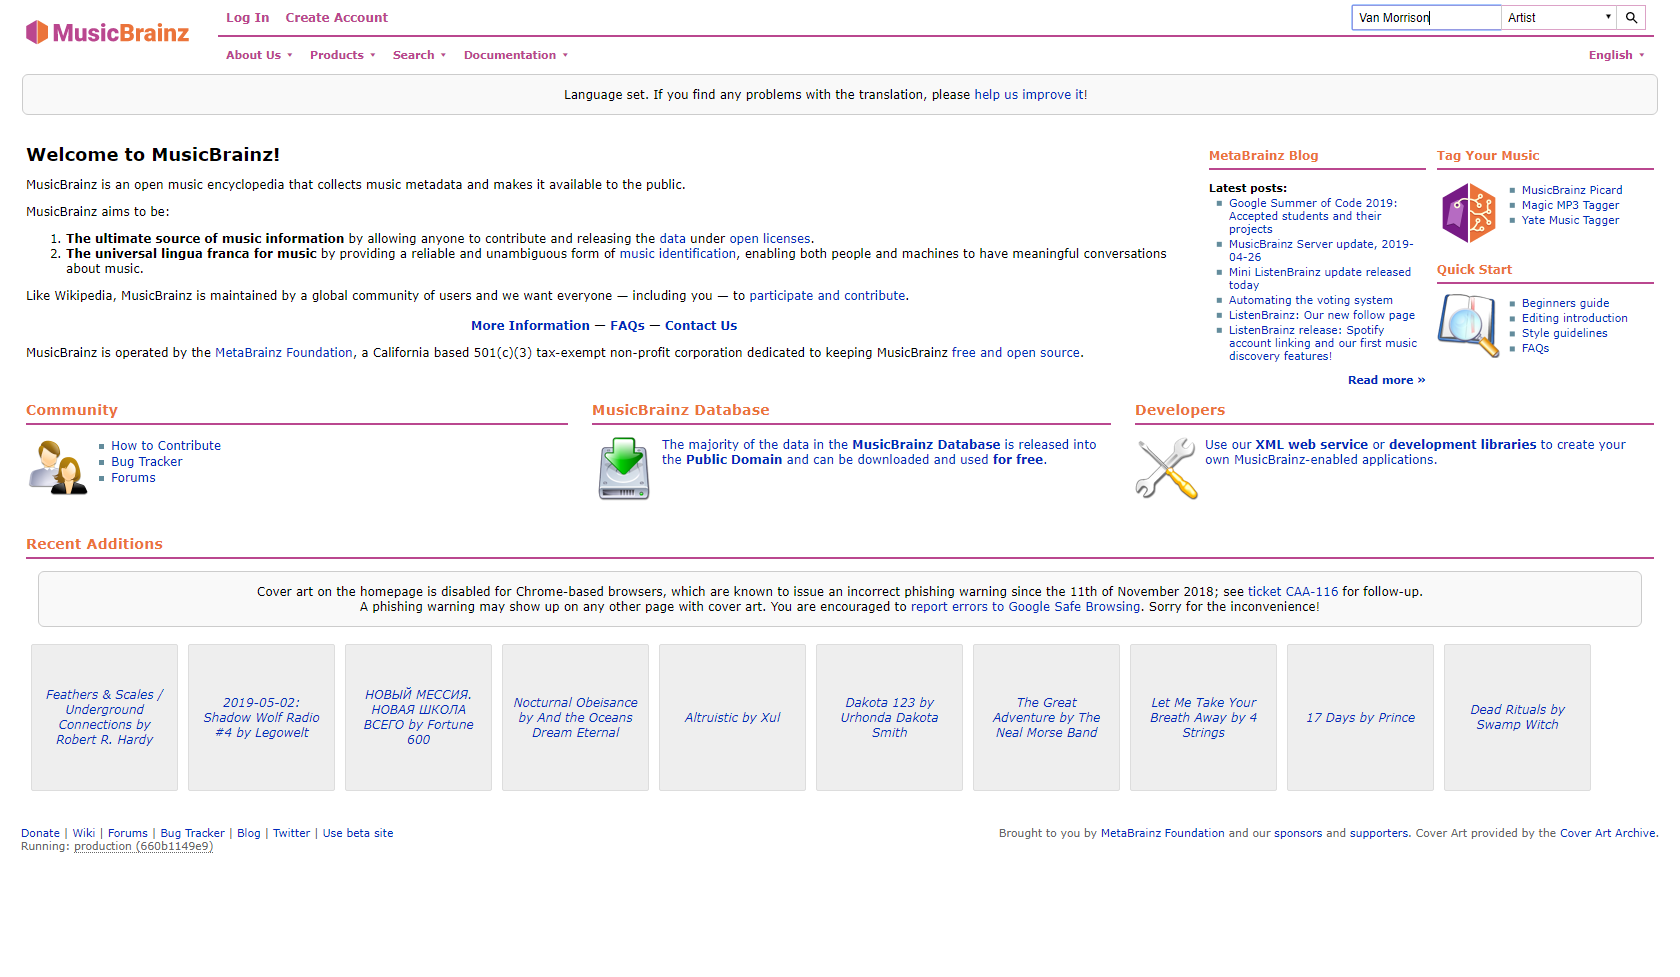 MusicBrainz
Log In Create Account
Van Morrison Artist
About Us Products Search Documentation
English
Language set. If you find any problems with the translation, please help us improve it!
Welcome to MusicBrainz!
MusicBrainz is an open music encyclopedia that collects music metadata and makes it available to the public.
MusicBrainz aims to be:
1. The ultimate source of music information by allowing anyone to contribute and releasing the data under open licenses.
2. The universal lingua franca for music by providing a reliable and unambiguous form of music identification, enabling both people and machines to have meaningful conversations
about music.
Like Wikipedia, MusicBrainz is maintained by a global community of users and we want everyone — including you — to participate and contribute.
More Information — FAQs — Contact Us
MusicBrainz is operated by the MetaBrainz Foundation, a California based 501(c)(3) tax-exempt non-profit corporation dedicated to keeping MusicBrainz free and open source.
MetaBrainz Blog
Latest posts:
Google Summer of Code 2019:
Accepted students and their
projects
MusicBrainz Server update, 2019-
04-26
Mini ListenBrainz update released
today
Automating the voting system
ListenBrainz: Our new follow page
ListenBrainz release: Spotify
account linking and our first music
discovery features!
Read more »
Tag Your Music
MusicBrainz Picard
Magic MP3 Tagger
Yate Music Tagger
Quick Start
Beginners guide
Editing introduction
Style guidelines
FAQs
Community
How to Contribute
Bug Tracker
Forums
MusicBrainz Database
The majority of the data in the MusicBrainz Database is released into
the Public Domain and can be downloaded and used for free.
Developers
Use our XML web service or development libraries to create your
own MusicBrainz-enabled applications.
Recent Additions
Cover art on the homepage is disabled for Chrome-based browsers, which are known to issue an incorrect phishing warning since the 11th of November 2018; see ticket CAA-116 for follow-up.
A phishing warning may show up on any other page with cover art. You are encouraged to report errors to Google Safe Browsing. Sorry for the inconvenience!
Feathers & Scales /
Underground
Connections by
Robert R. Hardy
2019-05-02:
Shadow Wolf Radio
#4 by Legowelt
НОВЫЙ МЕССИЯ.
НОВАЯ ШКОЛА
ВСЕГО by Fortune
600
Nocturnal Obeisance
by And the Oceans
Dream Eternal
Altruistic by Xul
Dakota 123 by
Urhonda Dakota
Smith
The Great
Adventure by The
Neal Morse Band
Let Me Take Your
Breath Away by 4
Strings
17 Days by Prince
Dead Rituals by
Swamp Witch
Donate | Wiki | Forums | Bug Tracker | Blog | Twitter | Use beta site
Running: production (660b1149e9)
Brought to you by MetaBrainz Foundation and our sponsors and supporters. Cover Art provided by the Cover Art Archive.